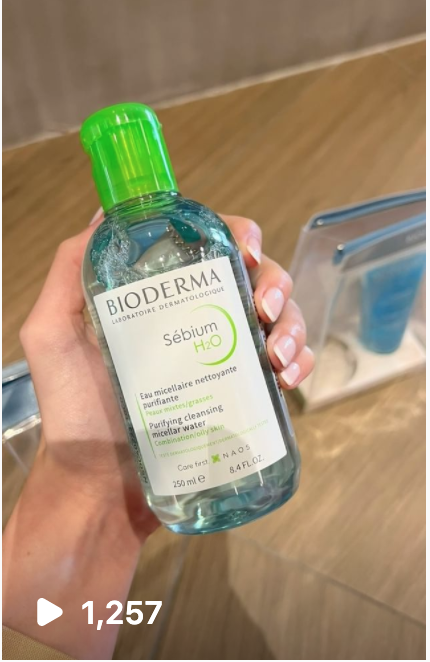 BIODERMA
LABORATOIRE DERMATOLOGIQUE
Sébium
H2O
Eau micellaire nettoyante
purifiante
Peaux mixtes/grasses
Purifying cleansing
micellar water
Combination/oily skin
Care first NAOS
250 ml e 8.4 FL.OZ.
1,257